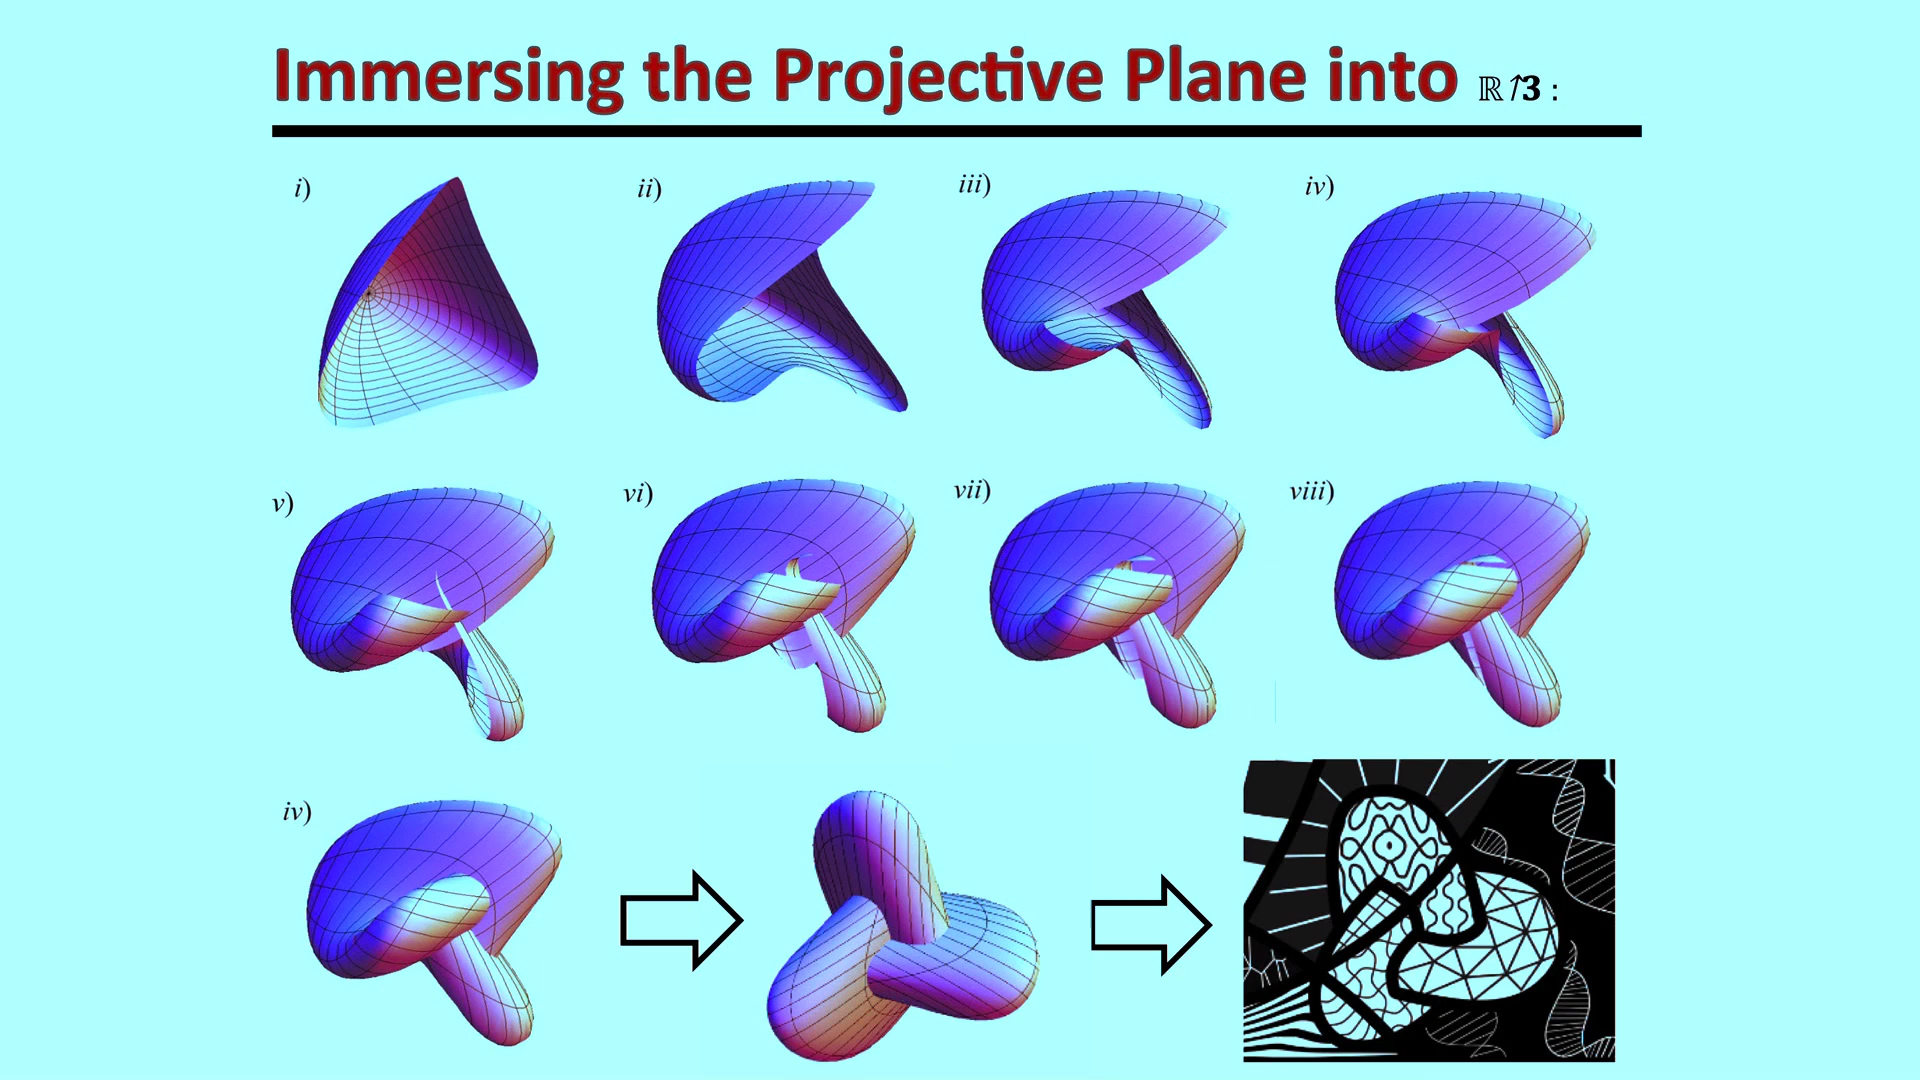 Immersing the Projective Plane into ℝ↑3 :
i) ii) iii) iv)
v) vi) vii) viii)
iv)